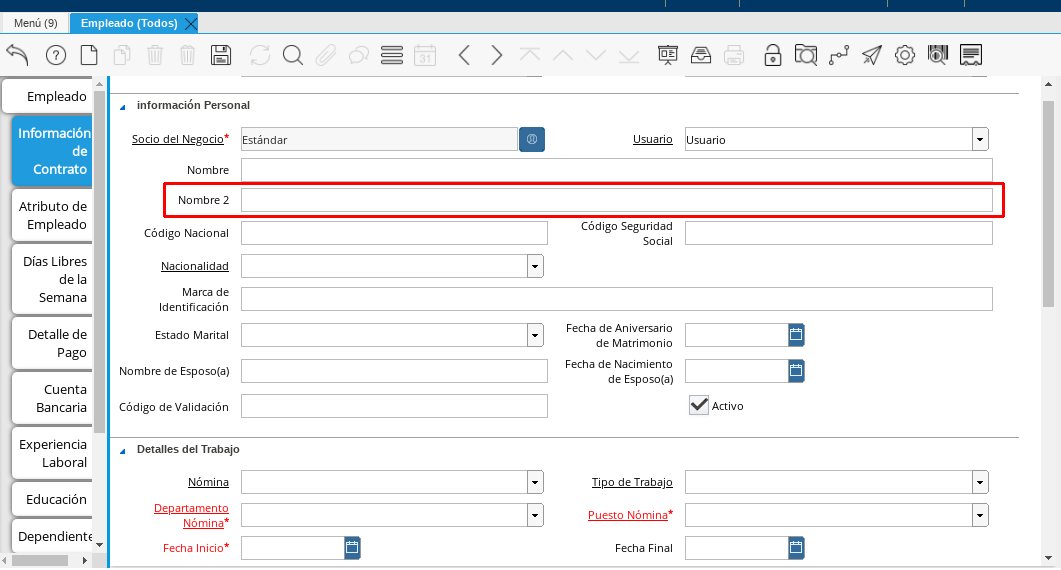 Menú (9)
Empleado (Todos)
31
Empleado
Información de Contrato
Atributo de Empleado
Días Libres de la Semana
Detalle de Pago
Cuenta Bancaria
Experiencia Laboral
Educación
Dependiente
información Personal
Socio del Negocio* Estándar
Usuario Usuario
Nombre
Nombre 2
Código Nacional
Código Seguridad Social
Nacionalidad
Marca de Identificación
Estado Marital
Fecha de Aniversario de Matrimonio
Nombre de Esposo(a)
Fecha de Nacimiento de Esposo(a)
Código de Validación
Activo
Detalles del Trabajo
Nómina
Tipo de Trabajo
Departamento Nómina*
Puesto Nómina*
Fecha Inicio*
Fecha Final